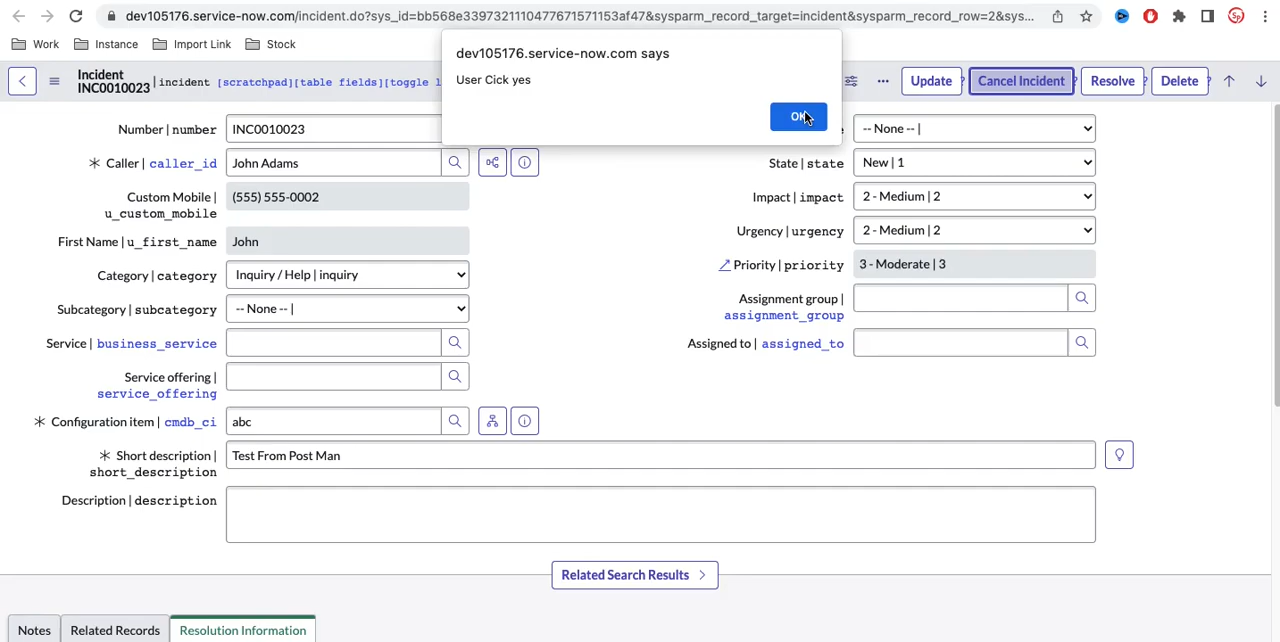 dev105176.service-now.com/incident.do?sys_id=bb568e3397321110477671571153af47&sysparm_record_target=incident&sysparm_record_row=2&sys...
Sp
Work
Instance
Import Link
Stock
dev105176.service-now.com says
User Cick yes
OK
Incident
INC0010023
| incident [scratchpad][table fields][toggle l
Update ?
Cancel Incident ?
Resolve ?
Delete ?
Number | number
INC0010023
Caller | caller_id
John Adams
Custom Mobile |
u_custom_mobile
(555) 555-0002
First Name | u_first_name
John
Category | category
Inquiry / Help | inquiry
Subcategory | subcategory
-- None -- |
Service | business_service
Service offering |
service_offering
Configuration item | cmdb_ci
abc
Short description |
short_description
Test From Post Man
Description | description
-- None -- |
State | state
New | 1
Impact | impact
2 - Medium | 2
Urgency | urgency
2 - Medium | 2
Priority | priority
3 - Moderate | 3
Assignment group |
assignment_group
Assigned to | assigned_to
Related Search Results
Notes
Related Records
Resolution Information